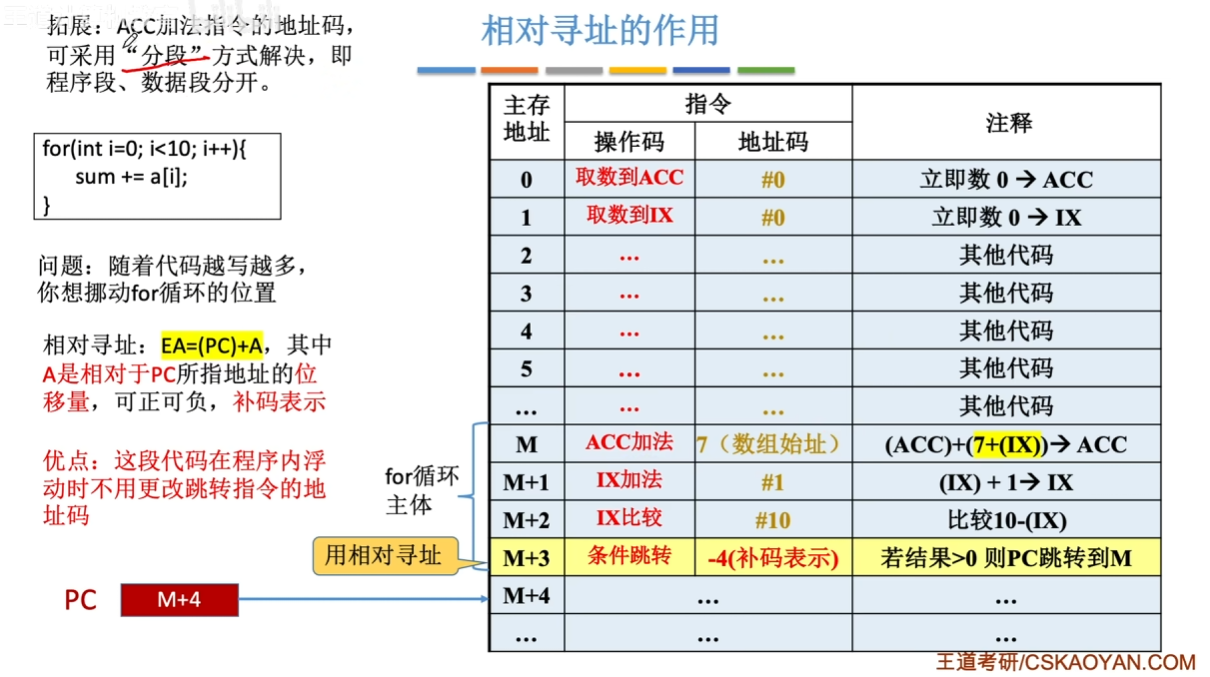 拓展：ACC加法指令的地址码，
可采用“分段”方式解决，即
程序段、数据段分开。
相对寻址的作用
for(int i=0; i<10; i++){
sum += a[i];
}
问题：随着代码越写越多，
你想挪动for循环的位置
相对寻址：EA=(PC)+A，其中
A是相对于PC所指地址的位
移量，可正可负，补码表示
优点：这段代码在程序内浮
动时不用更改跳转指令的地
址码
for循环
主体
用相对寻址
PC M+4
主存地址 指令 注释
操作码 地址码
0 取数到ACC #0 立即数 0 → ACC
1 取数到IX #0 立即数 0 → IX
2 … … 其他代码
3 … … 其他代码
4 … … 其他代码
5 … … 其他代码
… … … 其他代码
M ACC加法 7（数组始址） (ACC)+(7+(IX))→ ACC
M+1 IX加法 #1 (IX) + 1→ IX
M+2 IX比较 #10 比较10-(IX)
M+3 条件跳转 -4(补码表示) 若结果>0 则PC跳转到M
M+4 … …
… … …
王道考研/CSKAOYAN.COM